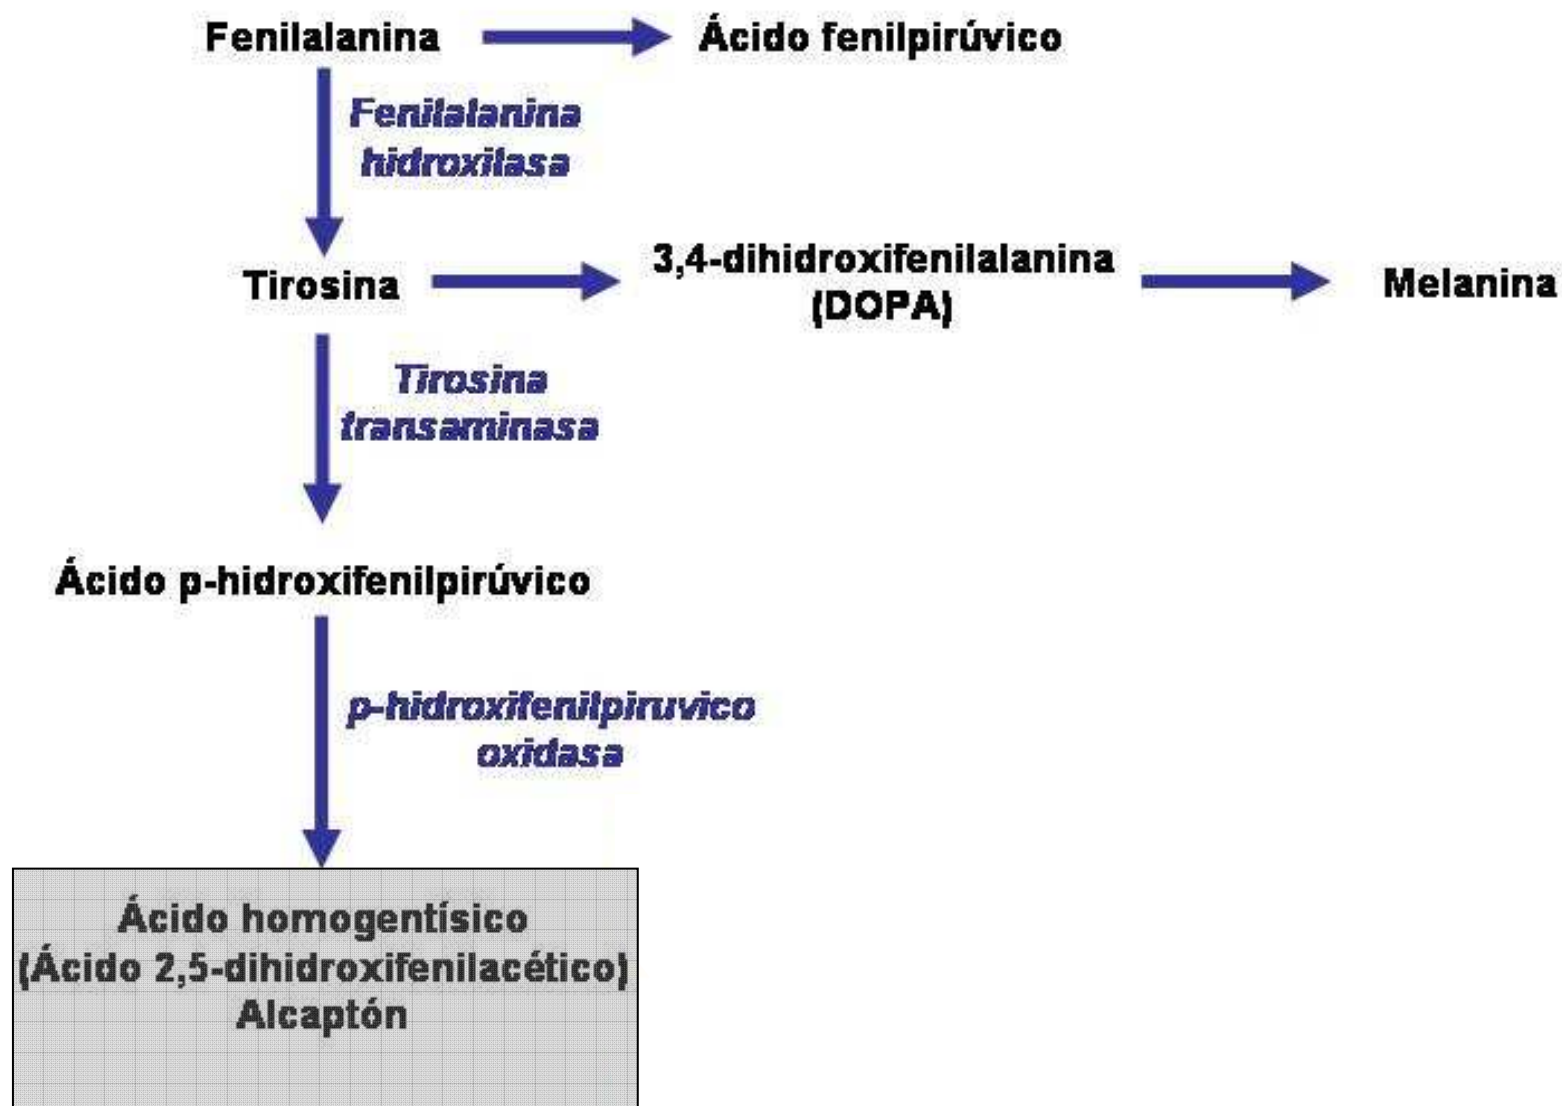 Fenilalanina
Ácido fenilpirúvico
Fenilalanina
hidroxilasa
Tirosina
3,4-dihidroxifenilalanina
(DOPA)
Melanina
Tirosina
transaminasa
Ácido p-hidroxifenilpirúvico
p-hidroxifenilpiruvico
oxidasa
Ácido homogentísico
(Ácido 2,5-dihidroxifenilacético)
Alcaptón